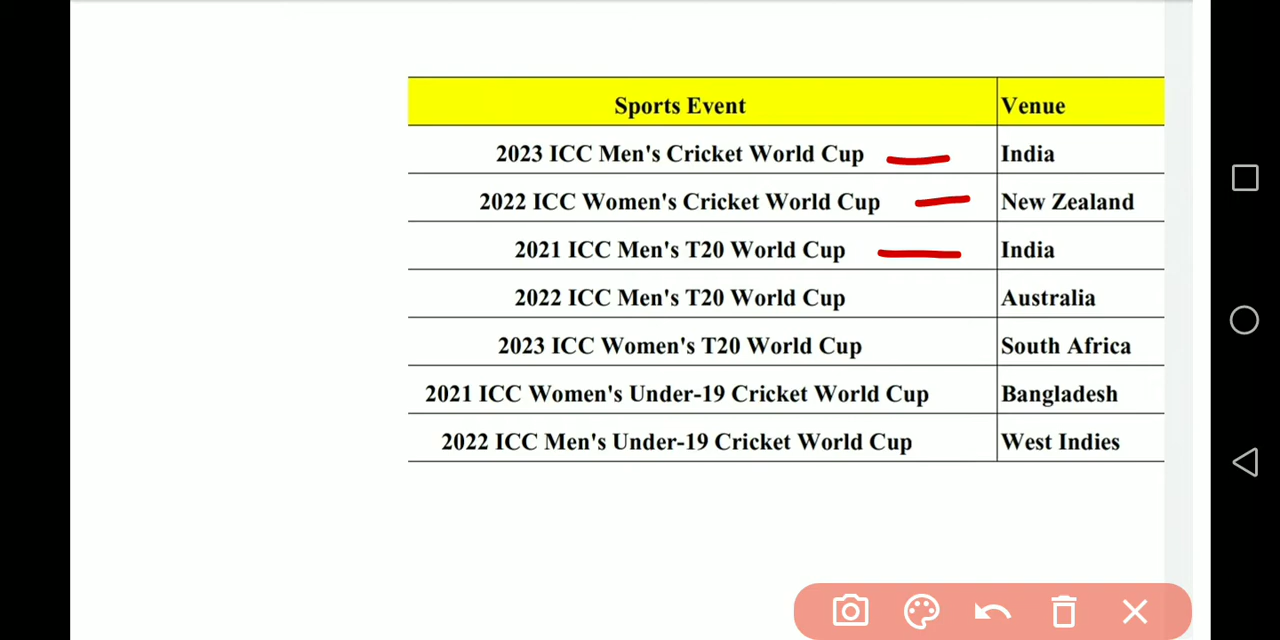 Sports Event Venue
2023 ICC Men's Cricket World Cup India
2022 ICC Women's Cricket World Cup New Zealand
2021 ICC Men's T20 World Cup India
2022 ICC Men's T20 World Cup Australia
2023 ICC Women's T20 World Cup South Africa
2021 ICC Women's Under-19 Cricket World Cup Bangladesh
2022 ICC Men's Under-19 Cricket World Cup West Indies